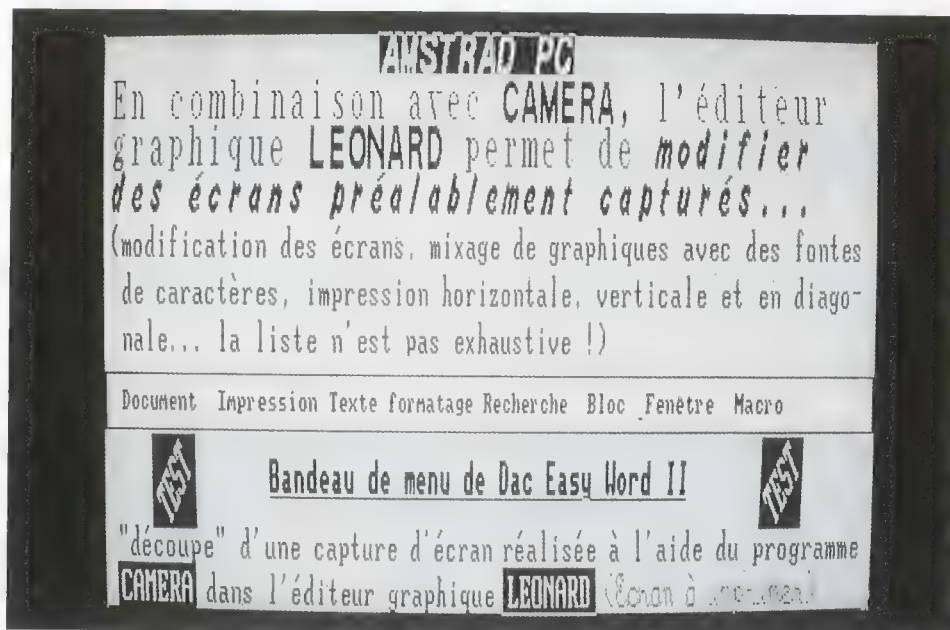 AMSTRAD PC
En combinaison avec CAMERA, l'éditeur
graphique LEONARD permet de modifier
des écrans préalablement capturés...
(modification des écrans, mixage de graphiques avec des fontes
de caractères, impression horizontale, verticale et en diago-
nale... la liste n'est pas exhaustive !)
Document Impression Texte formatage Recherche Bloc Fenêtre Macro
TEST
Bandeau de menu de Dac Easy Word II
TEST
"découpe" d'une capture d'écran réalisée à l'aide du programme
CAMERA dans l'éditeur graphique LEONARD (Écran à